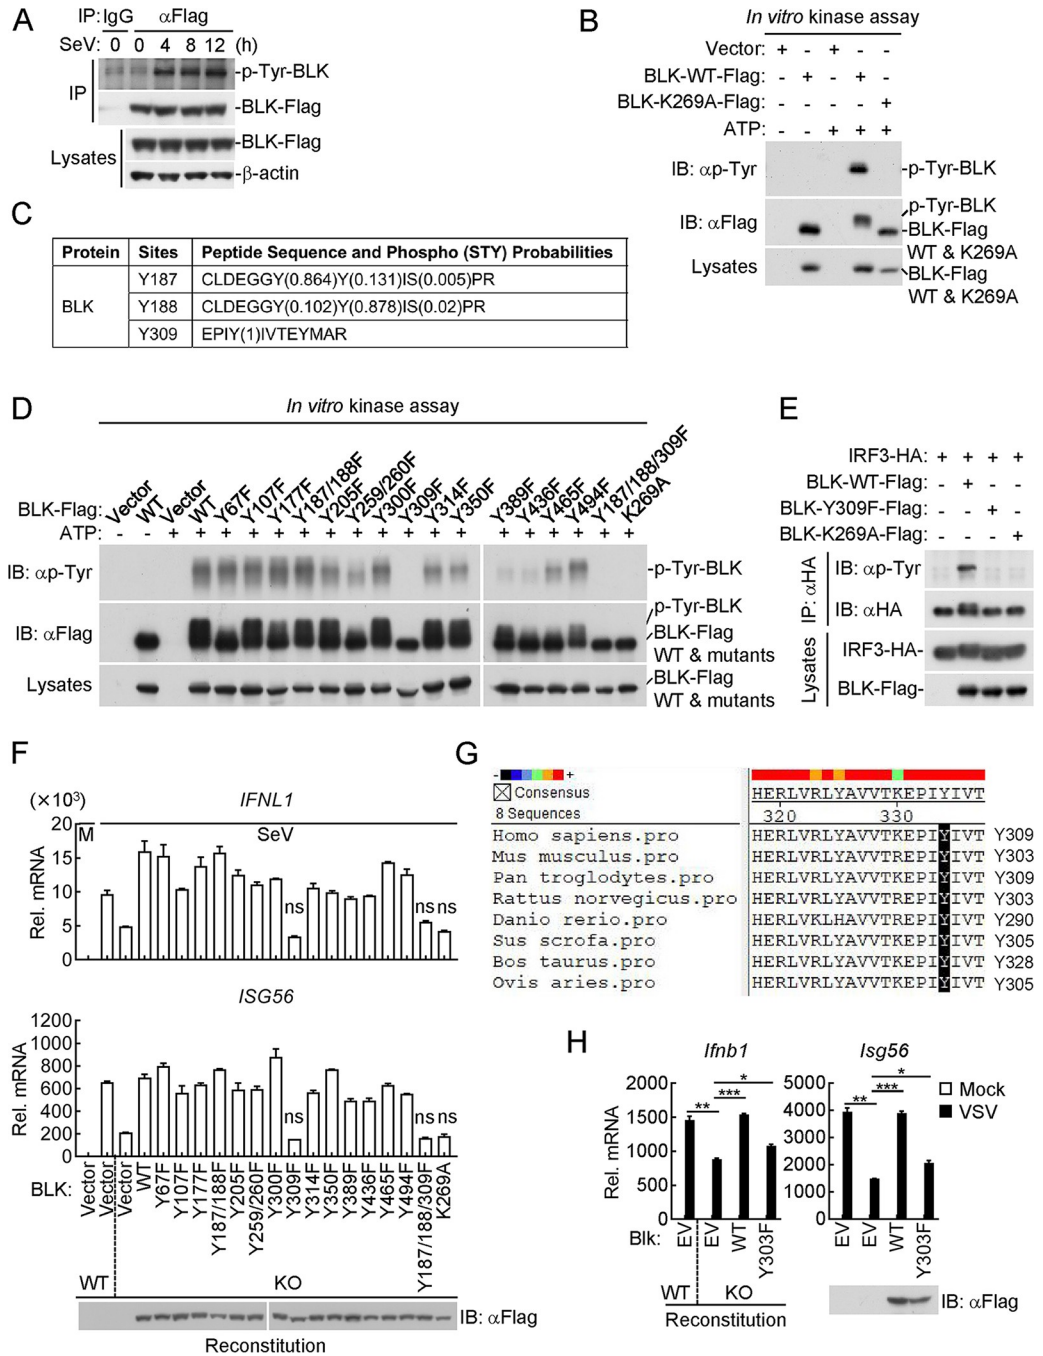 A
IP: IgG αFlag
SeV: 0 0 4 8 12 (h)
IP
-p-Tyr-BLK
-BLK-Flag
Lysates
-BLK-Flag
-β-actin
B
In vitro kinase assay
Vector: + - + - -
BLK-WT-Flag: - + - + -
BLK-K269A-Flag: - - - - +
ATP: - - + + +
IB: αp-Tyr
-p-Tyr-BLK
IB: αFlag
p-Tyr-BLK
BLK-Flag
WT & K269A
Lysates
BLK-Flag
WT & K269A
C
Protein Sites Peptide Sequence and Phospho (STY) Probabilities
BLK
Y187 CLDEGGY(0.864)Y(0.131)IS(0.005)PR
Y188 CLDEGGY(0.102)Y(0.878)IS(0.02)PR
Y309 EPIY(1)IVTEYMAR
D
In vitro kinase assay
BLK-Flag: Vector WT Vector WT Y67F Y107F Y177F Y187/188F Y205F Y259/260F Y300F Y309F Y314F Y350F Y389F Y436F Y465F Y494F Y187/188/309F K269A
ATP: - - + + + + + + + + + + + + + + + + + +
IB: αp-Tyr
-p-Tyr-BLK
IB: αFlag
p-Tyr-BLK
BLK-Flag
WT & mutants
Lysates
BLK-Flag
WT & mutants
E
IRF3-HA: + + + +
BLK-WT-Flag: - + - -
BLK-Y309F-Flag: - - + -
BLK-K269A-Flag: - - - +
IP: αHA
IB: αp-Tyr
IB: αHA
Lysates
IRF3-HA-
BLK-Flag-
F
(×10³)
IFNL1
M SeV
Rel. mRNA
20
15
10
5
0
ns ns ns
ISG56
Rel. mRNA
1200
1000
800
600
400
200
0
ns ns ns
BLK: Vector Vector Vector WT Y67F Y107F Y177F Y187/188F Y205F Y259/260F Y300F Y309F Y314F Y350F Y389F Y436F Y465F Y494F Y187/188/309F K269A
WT KO
IB: αFlag
Reconstitution
G
- +
Consensus
8 Sequences
HERLVRLYAVVTKEPIYIVT
320 330
Homo sapiens.pro HERLVRLYAVVTKEPIYIVT Y309
Mus musculus.pro HERLVRLYAVVTREPIYIVT Y303
Pan troglodytes.pro HERLVRLYAVVTKEPIYIVT Y309
Rattus norvegicus.pro HERLVRLYAVVTREPIYIVT Y303
Danio rerio.pro HERLVKLHAVVTKEPIYIVT Y290
Sus scrofa.pro HERLVRLYAVVTKEPIYIVT Y305
Bos taurus.pro HERLVRLYAVVTKEPIYIVT Y328
Ovis aries.pro HERLVRLYAVVTKEPIYIVT Y305
H
Ifnb1
Rel. mRNA
2000
1500
1000
500
0
** *** *
Isg56
5000
4000
3000
2000
1000
0
** *** *
Mock
VSV
Blk: EV EV WT Y303F
EV EV WT Y303F
WT KO
Reconstitution
IB: αFlag